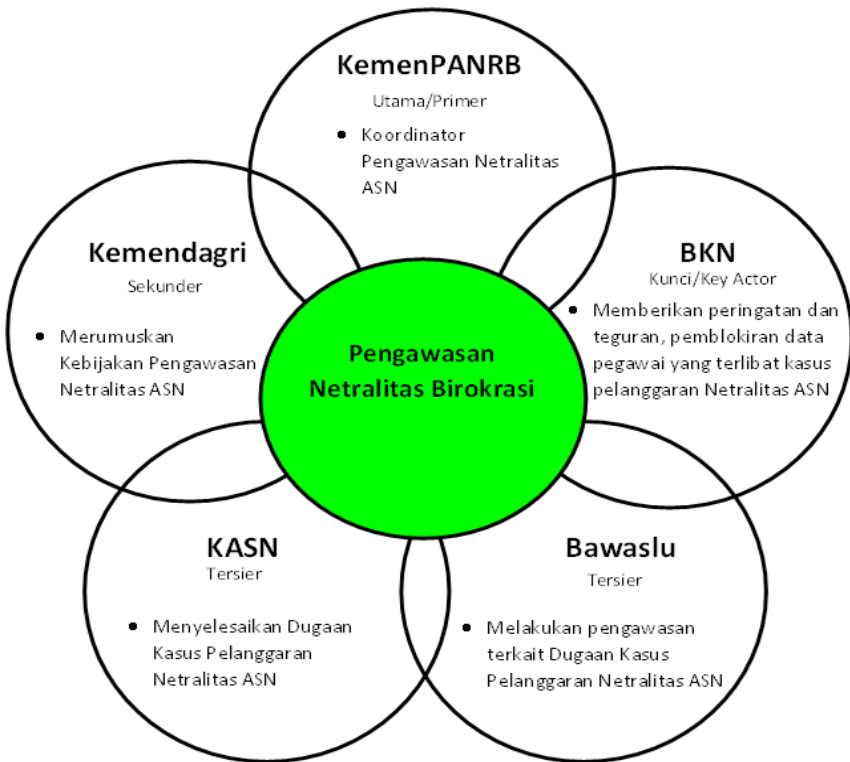 KemenPANRB
Utama/Primer
• Koordinator
Pengawasan Netralitas
ASN
Kemendagri
Sekunder
• Merumuskan
Kebijakan Pengawasan
Netralitas ASN
BKN
Kunci/Key Actor
• Memberikan peringatan dan
teguran, pemblokiran data
pegawai yang terlibat kasus
pelanggaran Netralitas ASN
Pengawasan
Netralitas Birokrasi
KASN
Tersier
• Menyelesaikan Dugaan
Kasus Pelanggaran
Netralitas ASN
Bawaslu
Tersier
• Melakukan pengawasan
terkait Dugaan Kasus
Pelanggaran Netralitas ASN